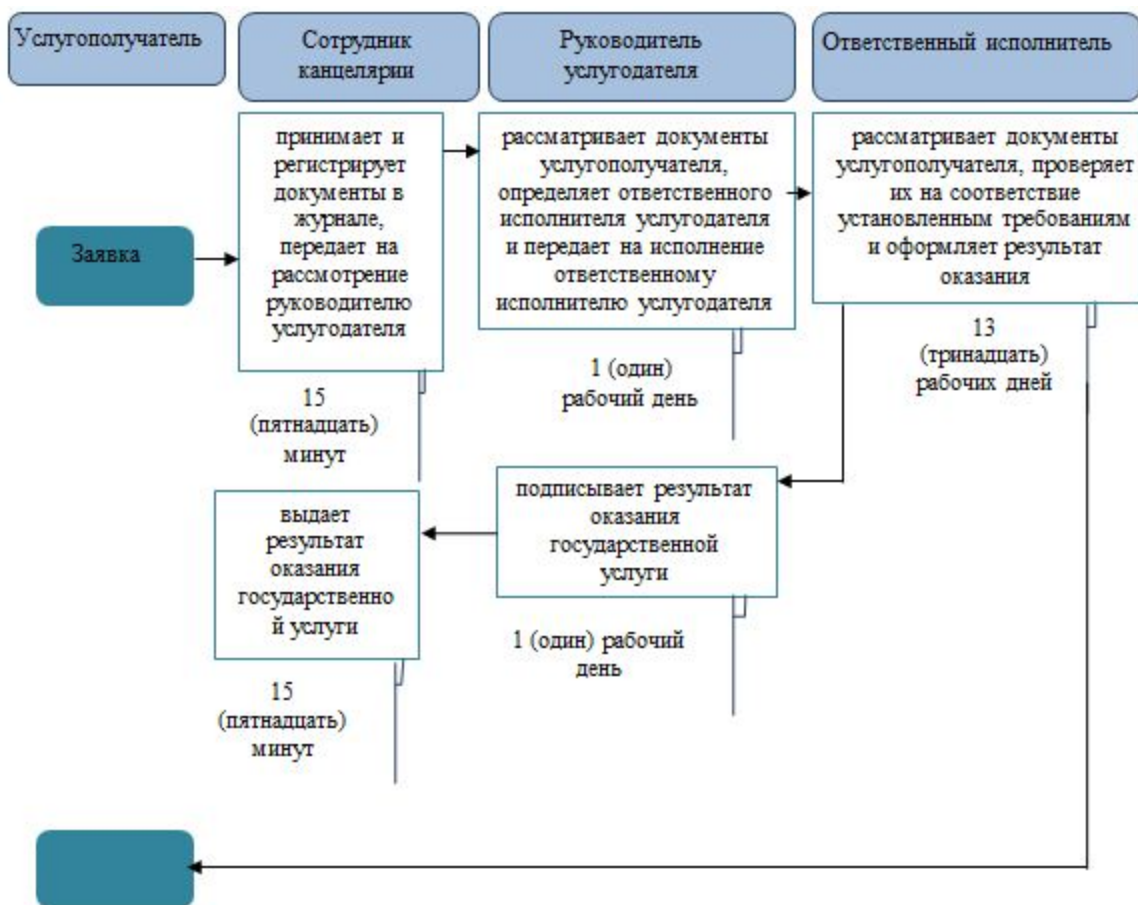 Услугополучатель
Сотрудник
канцелярии
Руководитель
услугодателя
Ответственный исполнитель
Заявка
принимает и
регистрирует
документы в
журнале,
передает на
рассмотрение
руководителю
услугодателя
15
(пятнадцать)
минут
рассматривает документы
услугополучателя,
определяет ответственного
исполнителя услугодателя
и передает на исполнение
ответственному
исполнителю услугодателя
1 (один)
рабочий день
рассматривает документы
услугополучателя, проверяет
их на соответствие
установленным требованиям
и оформляет результат
оказания
13
(тринадцать)
рабочих дней
подписывает результат
оказания
государственной
услуги
1 (один) рабочий
день
выдает
результат
оказания
государственно
й услуги
15
(пятнадцать)
минут